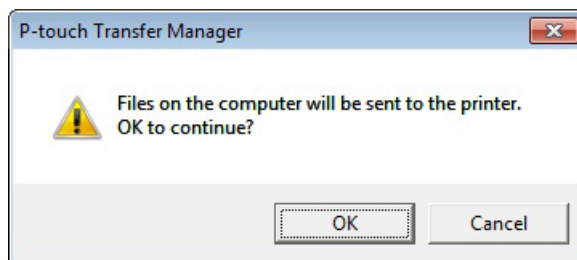 P-touch Transfer Manager
Files on the computer will be sent to the printer.
OK to continue?
OK
Cancel